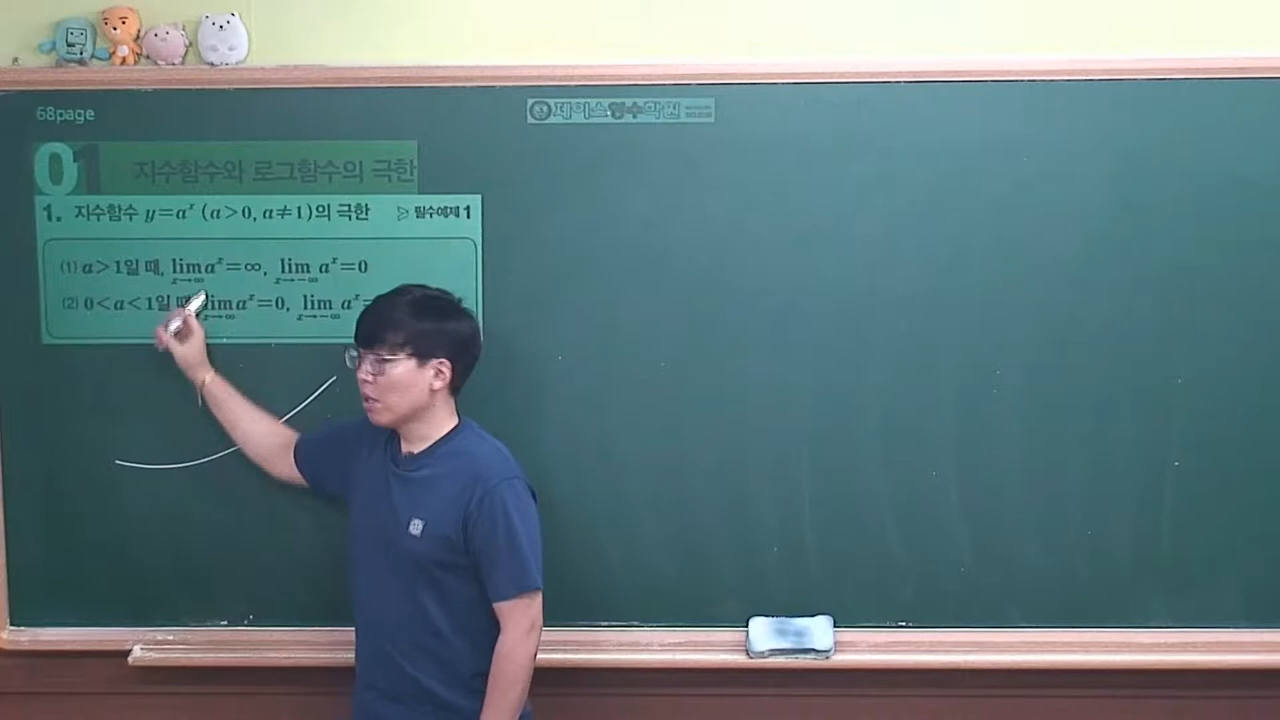 68page
제이스영수학원
01 지수함수와 로그함수의 극한
1. 지수함수 y=aˣ (a>0, a≠1)의 극한 ▷ 필수예제 1
(1) a>1일 때, lim x→∞ aˣ=∞, lim x→-∞ aˣ=0
(2) 0<a<1일 때, lim x→∞ aˣ=0, lim x→-∞ aˣ=